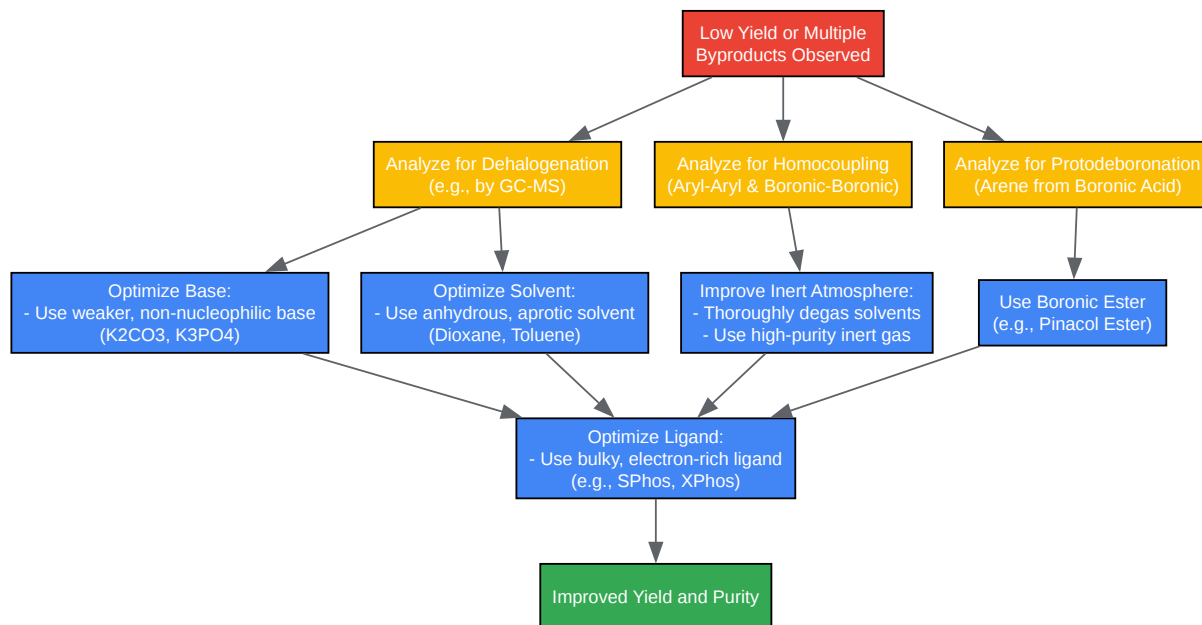 Low Yield or Multiple
Byproducts Observed
Analyze for Dehalogenation
(e.g., by GC-MS)
Analyze for Homocoupling
(Aryl-Aryl & Boronic-Boronic)
Analyze for Protodeboronation
(Arene from Boronic Acid)
Optimize Base:
- Use weaker, non-nucleophilic base
(K2CO3, K3PO4)
Optimize Solvent:
- Use anhydrous, aprotic solvent
(Dioxane, Toluene)
Improve Inert Atmosphere:
- Thoroughly degas solvents
- Use high-purity inert gas
Use Boronic Ester
(e.g., Pinacol Ester)
Optimize Ligand:
- Use bulky, electron-rich ligand
(e.g., SPhos, XPhos)
Improved Yield and Purity